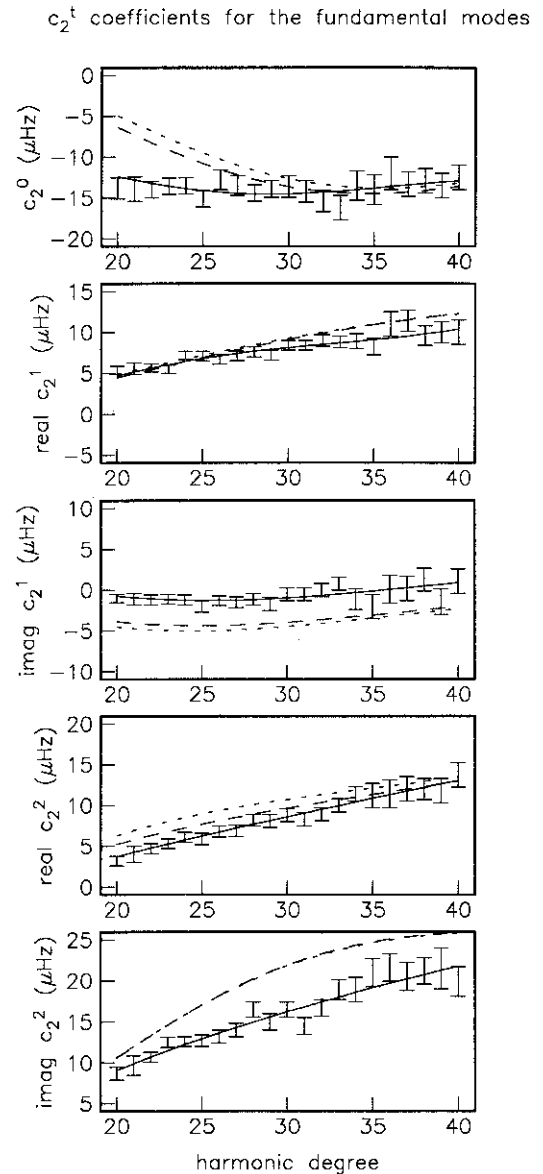 c₂ᵗ coefficients for the fundamental modes
0
−5
−10
−15
−20
c₂⁰ (μHz)
20 25 30 35 40
15
10
5
0
−5
real c₂¹ (μHz)
20 25 30 35 40
10
5
0
−5
−10
imag c₂¹ (μHz)
20 25 30 35 40
20
15
10
5
0
real c₂² (μHz)
20 25 30 35 40
25
20
15
10
5
imag c₂² (μHz)
20 25 30 35 40
harmonic degree